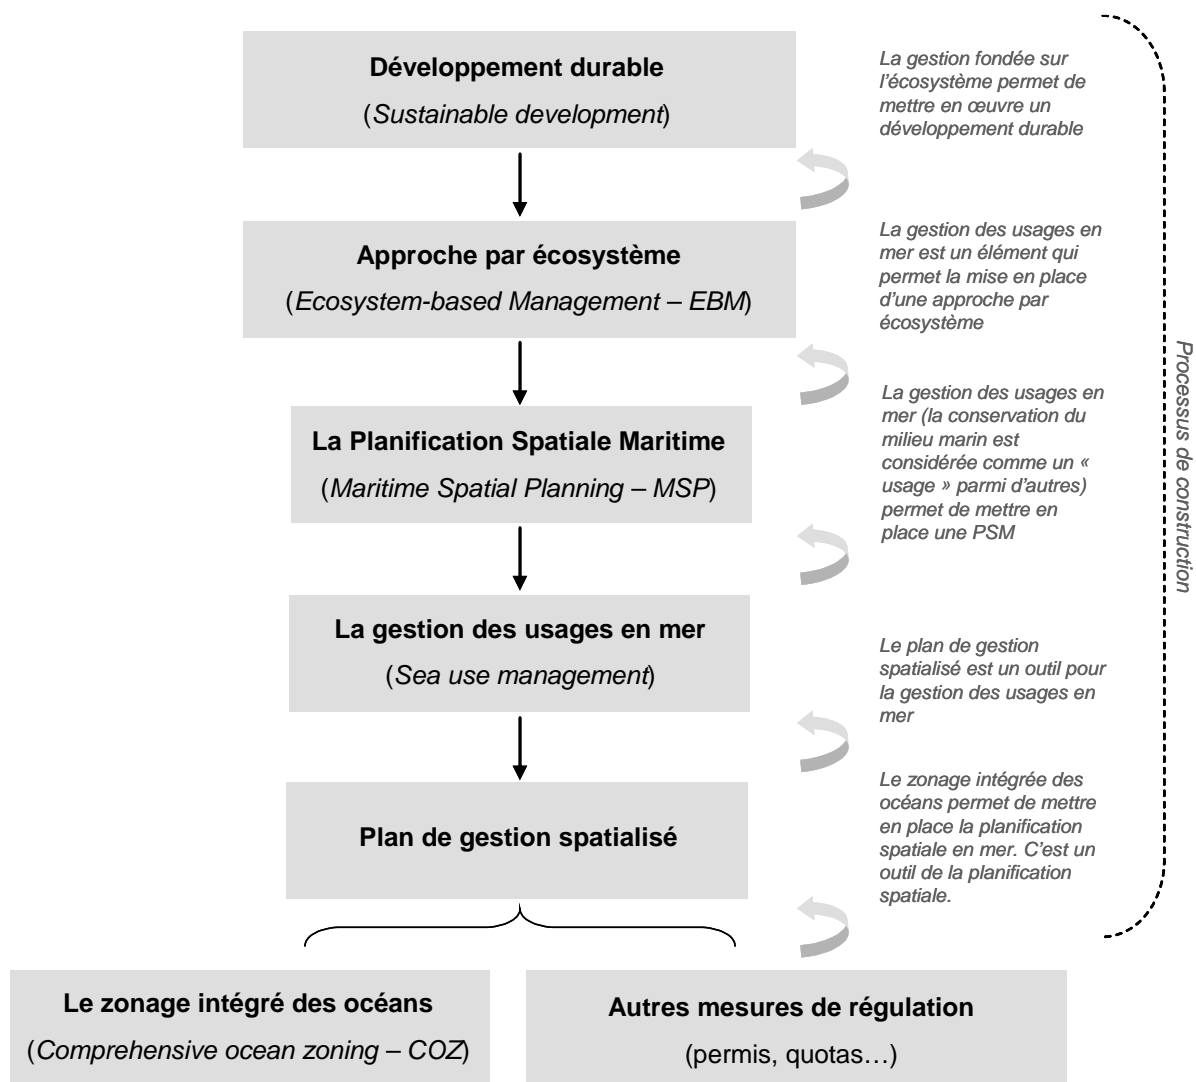 Développement durable
(Sustainable development)
La gestion fondée sur
l'écosystème permet de
mettre en œuvre un
développement durable
Approche par écosystème
(Ecosystem-based Management – EBM)
La gestion des usages en
mer est un élément qui
permet la mise en place
d'une approche par
écosystème
La Planification Spatiale Maritime
(Maritime Spatial Planning – MSP)
La gestion des usages en
mer (la conservation du
milieu marin est
considérée comme un «
usage » parmi d'autres)
permet de mettre en
place une PSM
La gestion des usages en mer
(Sea use management)
Le plan de gestion
spatialisé est un outil pour
la gestion des usages en
mer
Plan de gestion spatialisé
Le zonage intégrée des
océans permet de mettre
en place la planification
spatiale en mer. C'est un
outil de la planification
spatiale.
Le zonage intégré des océans
(Comprehensive ocean zoning – COZ)
Autres mesures de régulation
(permis, quotas…)
Processus de construction